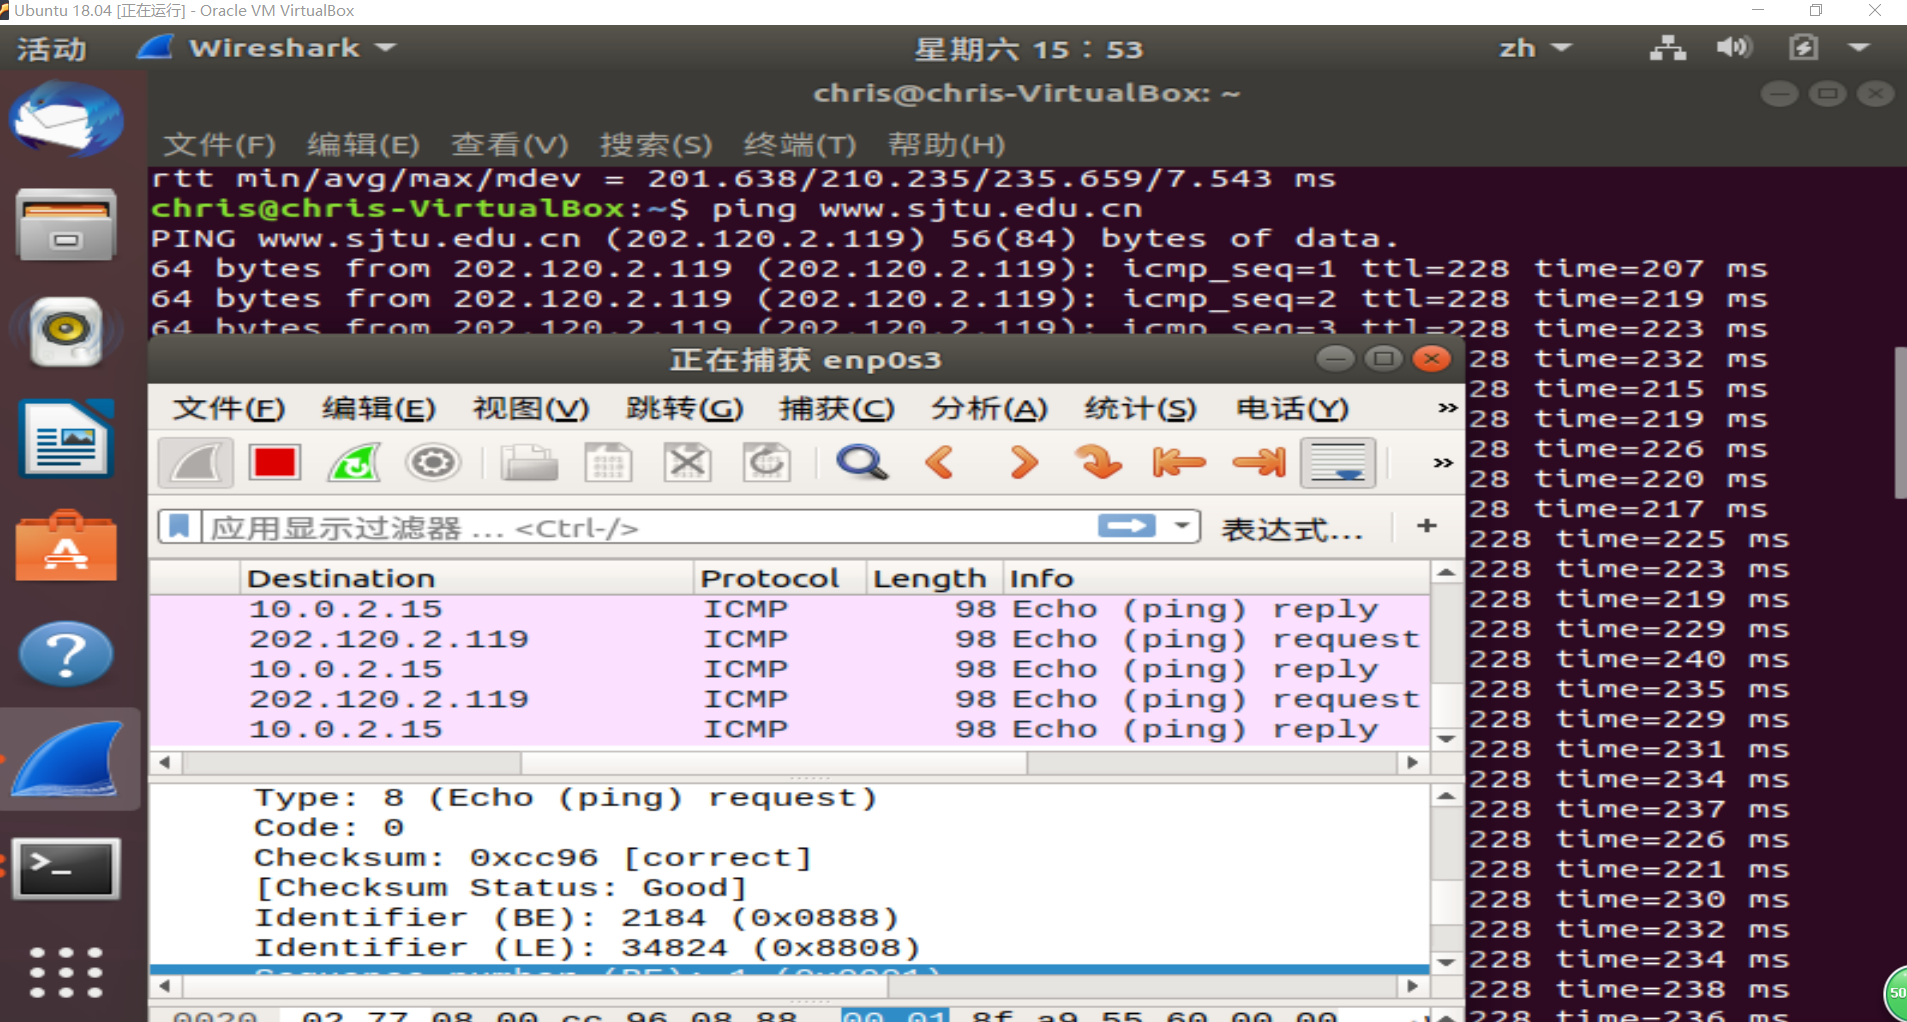 Ubuntu 18.04 [正在运行] - Oracle VM VirtualBox
活动 Wireshark 星期六 15：53 zh
chris@chris-VirtualBox: ~
文件(F) 编辑(E) 查看(V) 搜索(S) 终端(T) 帮助(H)
rtt min/avg/max/mdev = 201.638/210.235/235.659/7.543 ms
chris@chris-VirtualBox:~$ ping www.sjtu.edu.cn
PING www.sjtu.edu.cn (202.120.2.119) 56(84) bytes of data.
64 bytes from 202.120.2.119 (202.120.2.119): icmp_seq=1 ttl=228 time=207 ms
64 bytes from 202.120.2.119 (202.120.2.119): icmp_seq=2 ttl=228 time=219 ms
64 bytes from 202.120.2.119 (202.120.2.119): icmp_seq=3 ttl=228 time=223 ms
28 time=232 ms
28 time=215 ms
28 time=219 ms
28 time=226 ms
28 time=220 ms
28 time=217 ms
228 time=225 ms
228 time=223 ms
228 time=219 ms
228 time=229 ms
228 time=240 ms
228 time=235 ms
228 time=229 ms
228 time=231 ms
228 time=234 ms
228 time=237 ms
228 time=226 ms
228 time=221 ms
228 time=230 ms
228 time=232 ms
228 time=234 ms
228 time=238 ms
228 time=236 ms
正在捕获 enp0s3
文件(F) 编辑(E) 视图(V) 跳转(G) 捕获(C) 分析(A) 统计(S) 电话(Y) »
»
应用显示过滤器 … <Ctrl-/> 表达式… +
Destination Protocol Length Info
10.0.2.15 ICMP 98 Echo (ping) reply
202.120.2.119 ICMP 98 Echo (ping) request
10.0.2.15 ICMP 98 Echo (ping) reply
202.120.2.119 ICMP 98 Echo (ping) request
10.0.2.15 ICMP 98 Echo (ping) reply
Type: 8 (Echo (ping) request)
Code: 0
Checksum: 0xcc96 [correct]
[Checksum Status: Good]
Identifier (BE): 2184 (0x0888)
Identifier (LE): 34824 (0x8808)
Sequence number (BE): 1 (0x0001)
0020 02 77 08 00 cc 96 08 88 00 01 8f a9 55 60 00 00
50